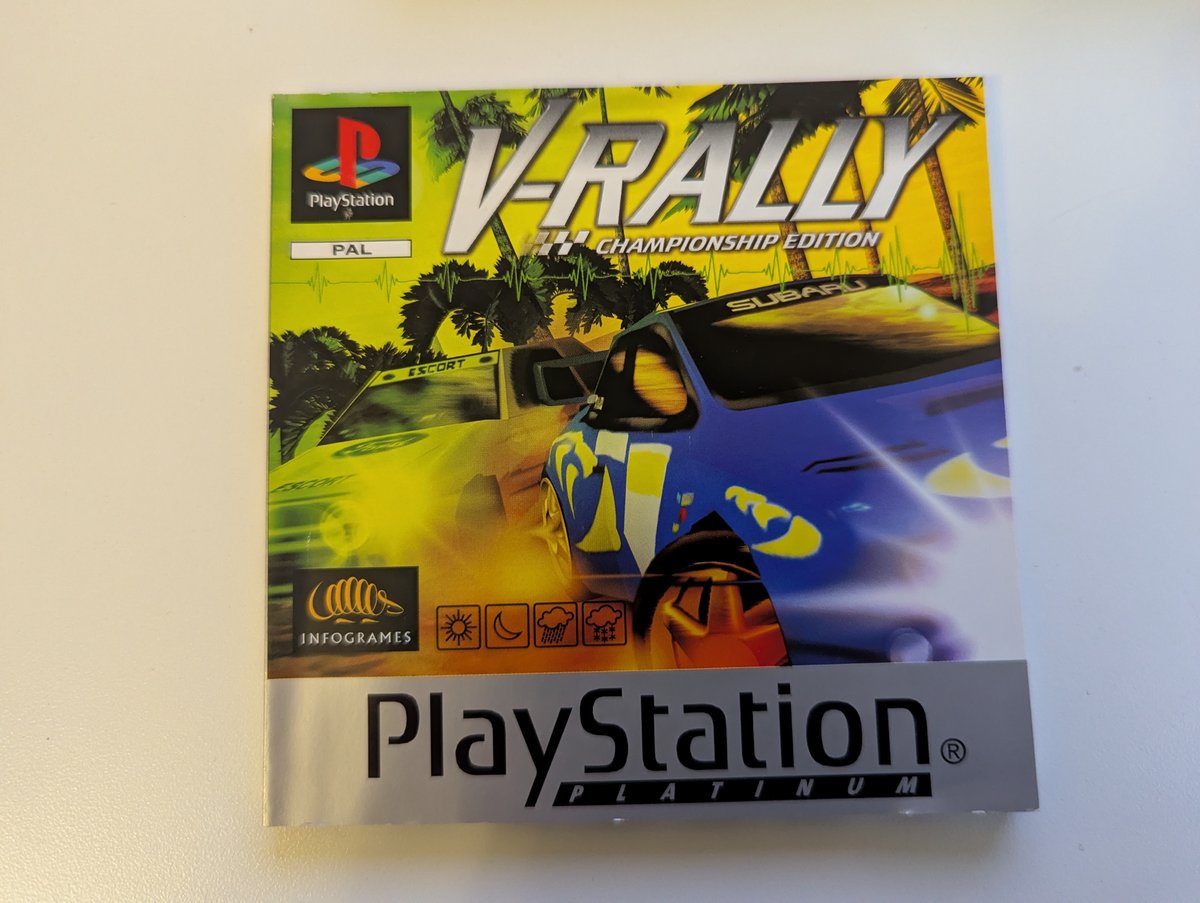 PlayStation
PAL
V-RALLY
CHAMPIONSHIP EDITION
SUBARU
ESCORT
ESCORT
INFOGRAMES
PlayStation®
PLATINUM